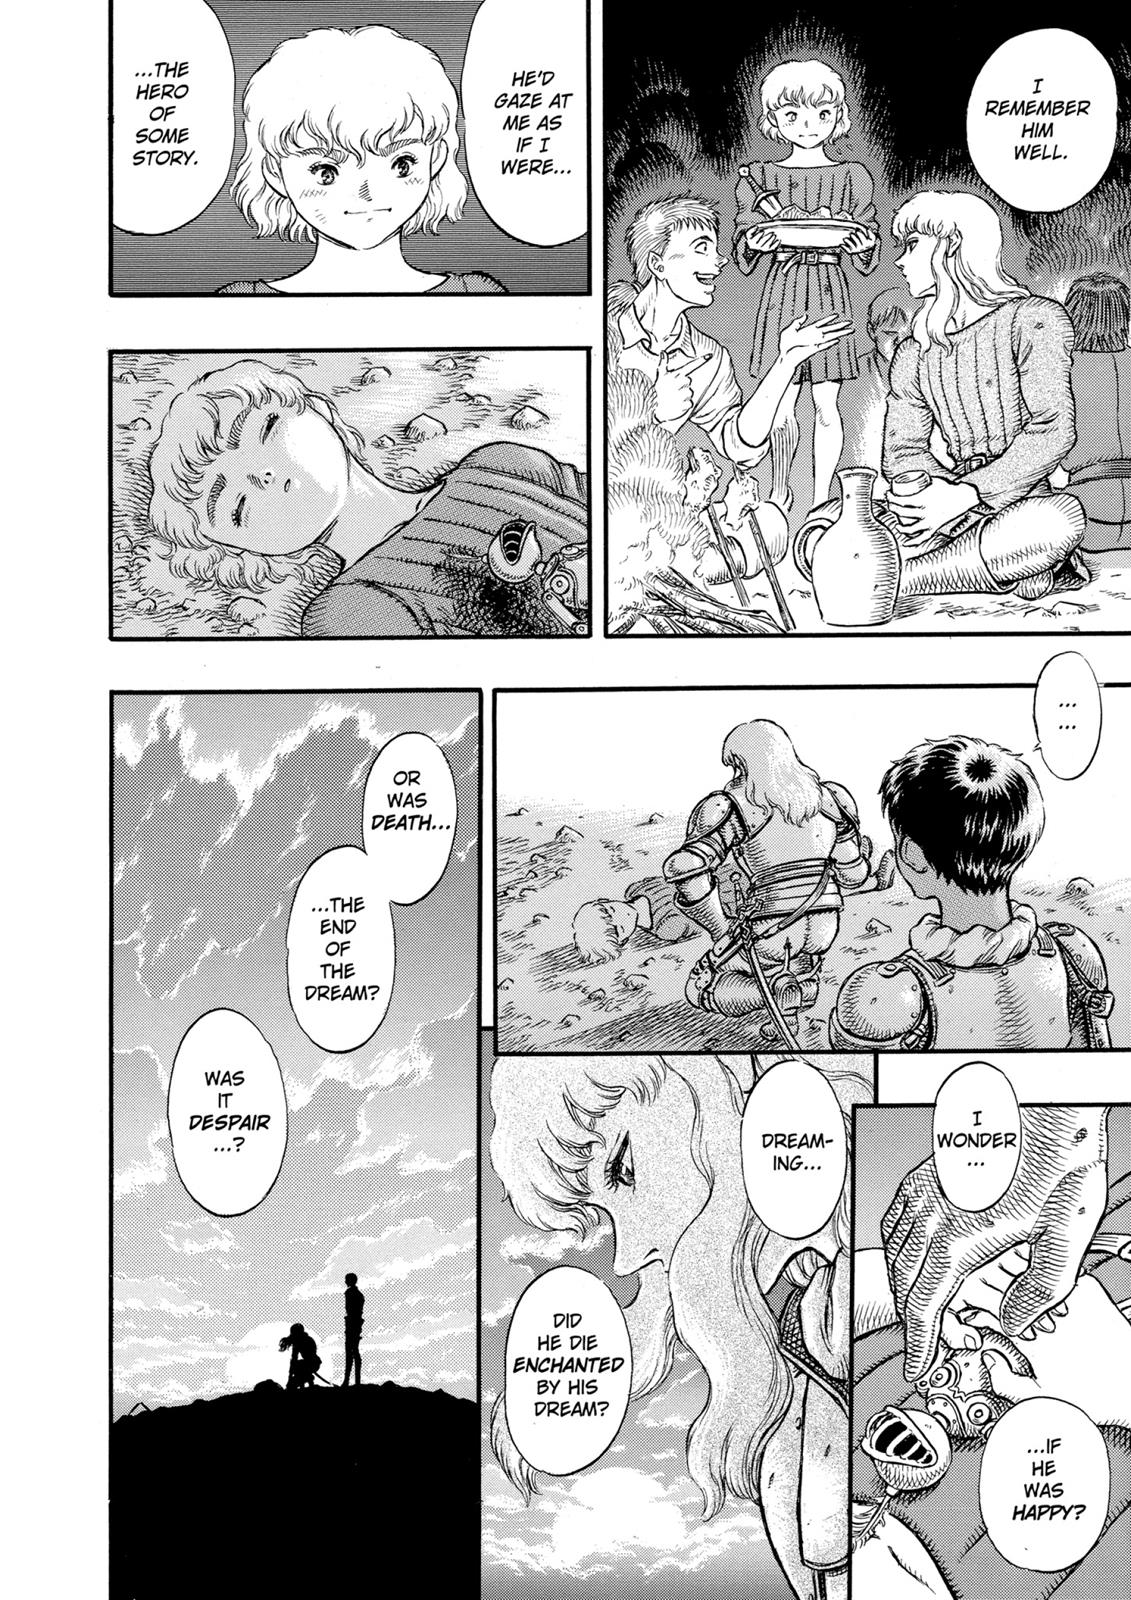 I
REMEMBER
HIM
WELL.
HE'D
GAZE AT
ME AS
IF I
WERE...
...THE
HERO
OF
SOME
STORY.
...
...
I
WONDER
...
...IF
HE
WAS
HAPPY?
DREAM-
ING...
DID
HE DIE
ENCHANTED
BY HIS
DREAM?
OR
WAS
DEATH...
...THE
END
OF
THE
DREAM?
WAS
IT
DESPAIR
...?